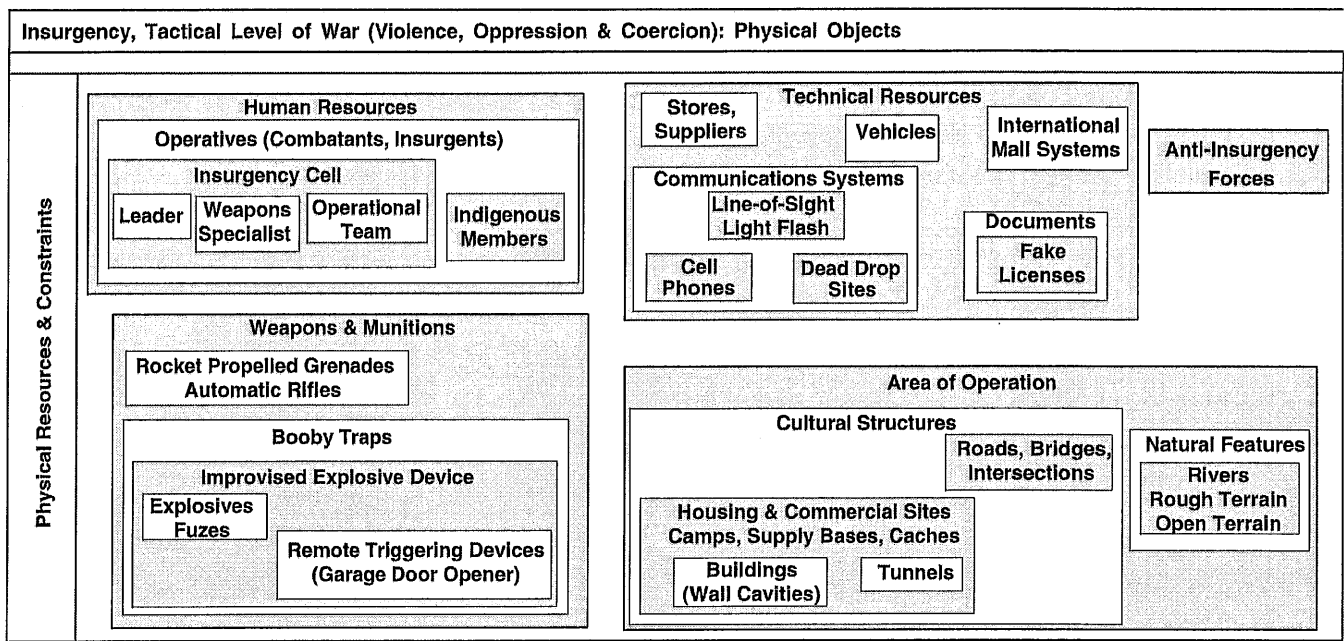 Insurgency, Tactical Level of War (Violence, Oppression & Coercion): Physical Objects
Physical Resources & Constraints
Human Resources
Operatives (Combatants, Insurgents)
Insurgency Cell
Leader
Weapons
Specialist
Operational
Team
Indigenous
Members
Weapons & Munitions
Rocket Propelled Grenades
Automatic Rifles
Booby Traps
Improvised Explosive Device
Explosives
Fuzes
Remote Triggering Devices
(Garage Door Opener)
Technical Resources
Stores,
Suppliers
Vehicles
International
Mail Systems
Communications Systems
Line-of-Sight
Light Flash
Cell
Phones
Dead Drop
Sites
Documents
Fake
Licenses
Anti-Insurgency
Forces
Area of Operation
Cultural Structures
Roads, Bridges,
Intersections
Housing & Commercial Sites
Camps, Supply Bases, Caches
Buildings
(Wall Cavities)
Tunnels
Natural Features
Rivers
Rough Terrain
Open Terrain